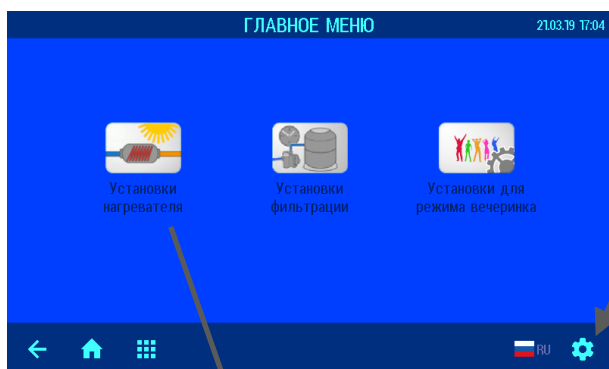 ГЛАВНОЕ МЕНЮ
21.03.19 17:04
Установки
нагревателя
Установки
фильтрации
Установки для
режима вечеринка
RU